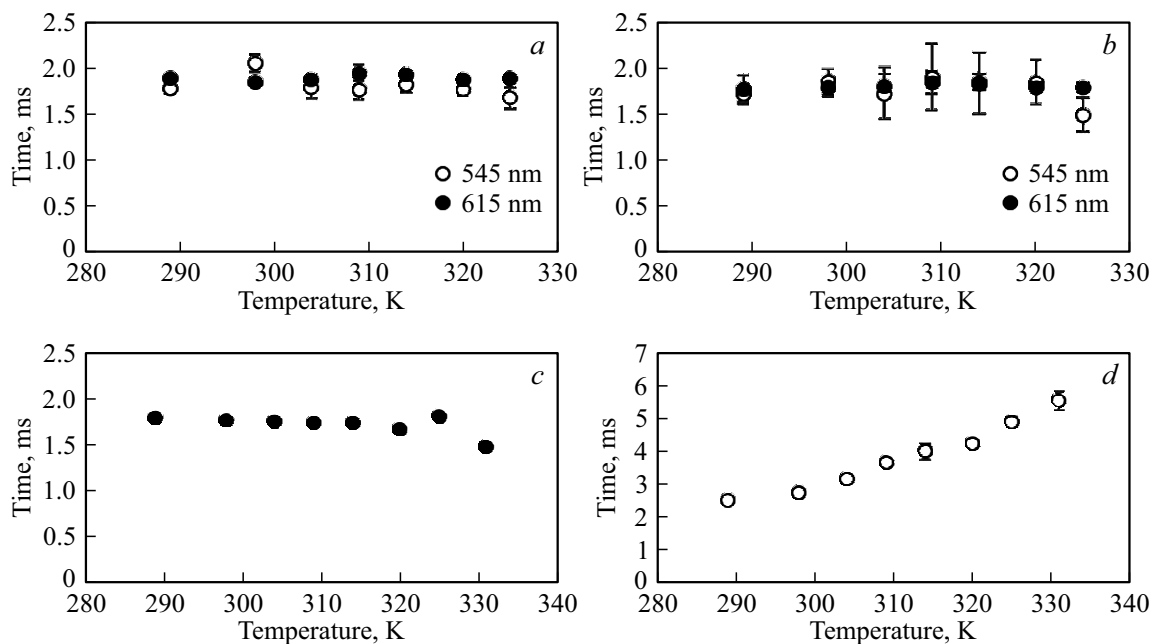 2.5
a
2.0
1.5
1.0
0.5
0
Time, ms
545 nm
615 nm
280 290 300 310 320 330
Temperature, K
2.5
b
2.0
1.5
1.0
0.5
0
Time, ms
545 nm
615 nm
280 290 300 310 320 330
Temperature, K
2.5
c
2.0
1.5
1.0
0.5
0
Time, ms
280 290 300 310 320 330 340
Temperature, K
7
d
6
5
4
3
2
1
0
Time, ms
280 290 300 310 320 330 340
Temperature, K